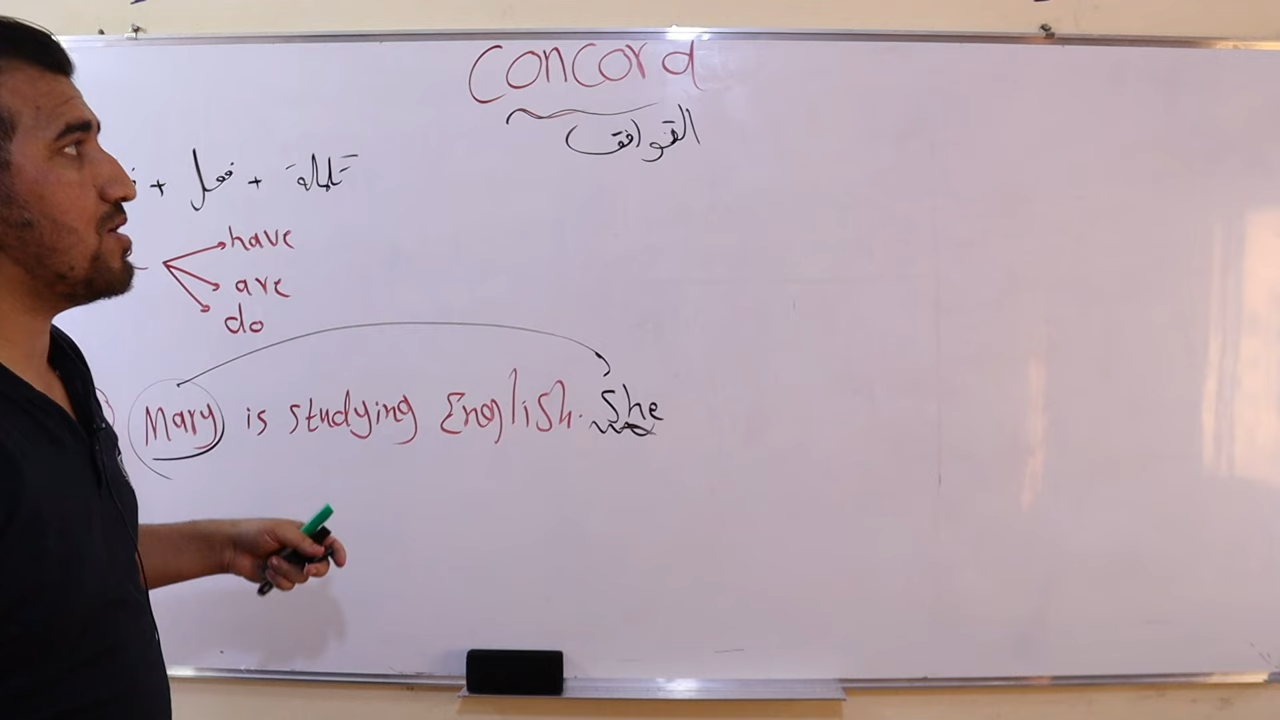 Concord
التوافق
+ فعل + تكملة
have
are
do
Mary is studying English. She